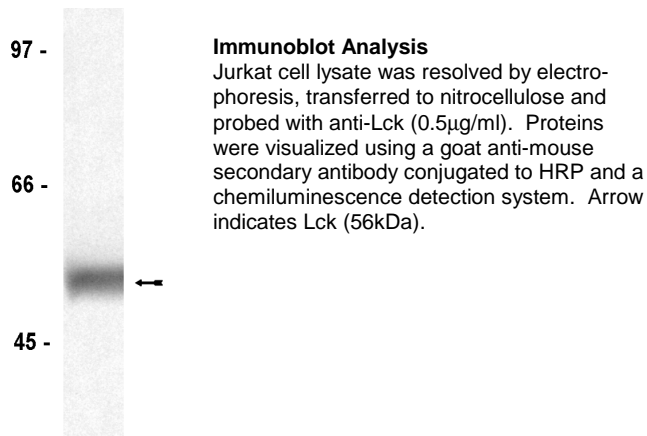 97 -
Immunoblot Analysis
Jurkat cell lysate was resolved by electro-
phoresis, transferred to nitrocellulose and
probed with anti-Lck (0.5µg/ml).  Proteins
were visualized using a goat anti-mouse
secondary antibody conjugated to HRP and a
chemiluminescence detection system.  Arrow
indicates Lck (56kDa).
66 -
45 -